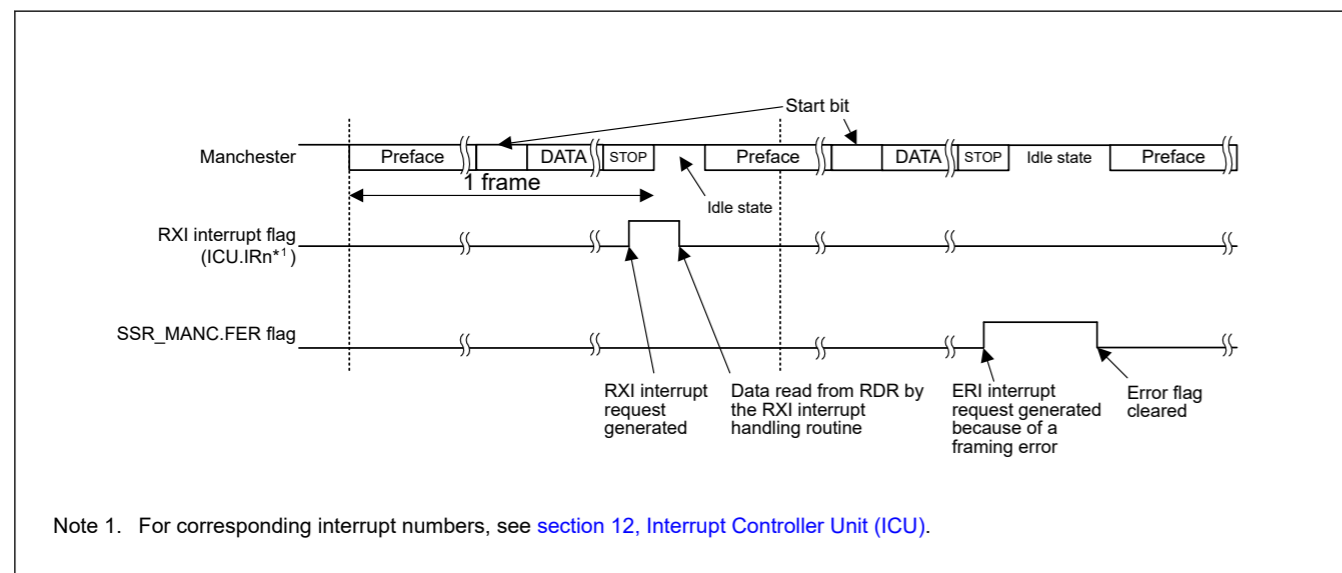 Start bit
Manchester
Preface
DATA
STOP
Preface
DATA
STOP
Idle state
Preface
1 frame
Idle state
RXI interrupt flag
(ICU.IRn*1)
SSR_MANC.FER flag
RXI interrupt
request
generated
Data read from RDR by
the RXI interrupt
handling routine
ERI interrupt
request generated
because of a
framing error
Error flag
cleared
Note 1. For corresponding interrupt numbers, see section 12, Interrupt Controller Unit (ICU).